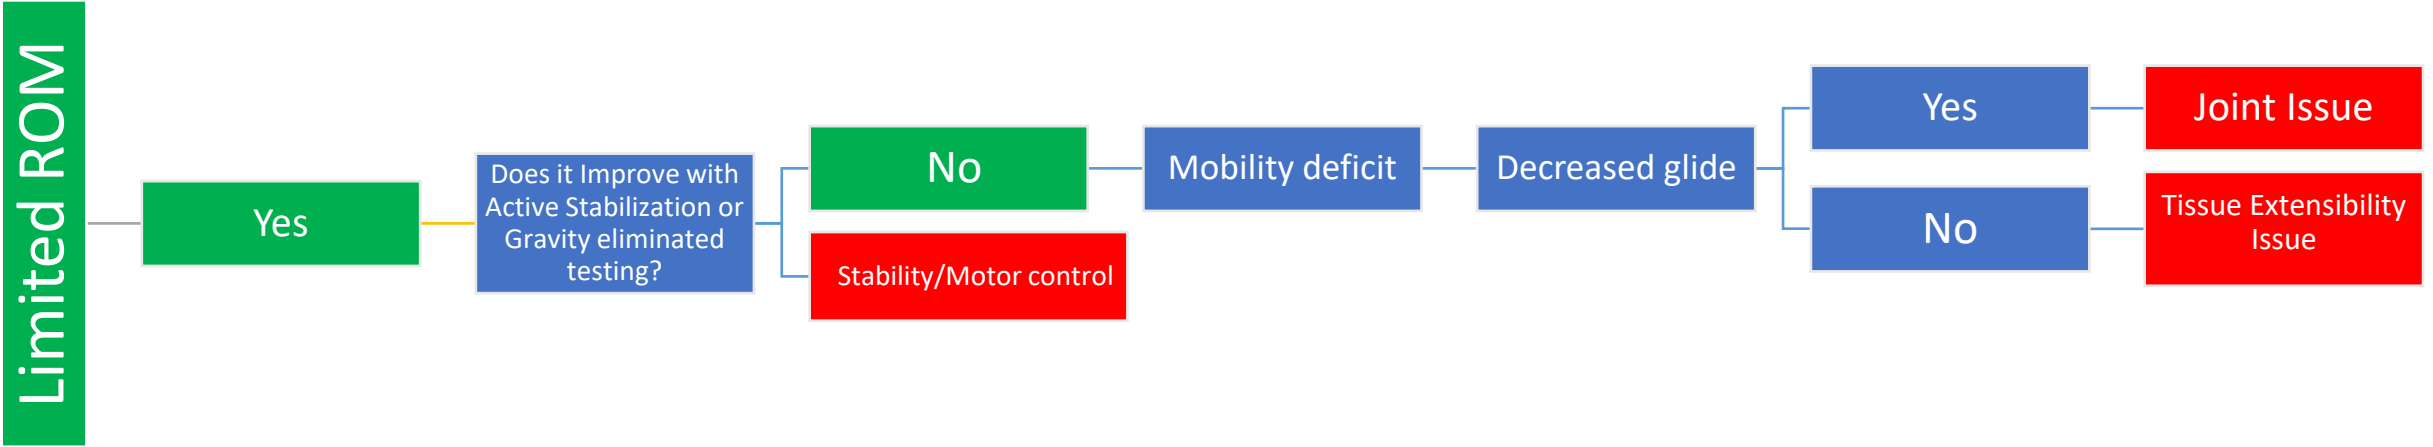 Limited ROM
Yes
Does it Improve with
Active Stabilization or
Gravity eliminated
testing?
No
Stability/Motor control
Mobility deficit
Decreased glide
Yes
Joint Issue
No
Tissue Extensibility
Issue